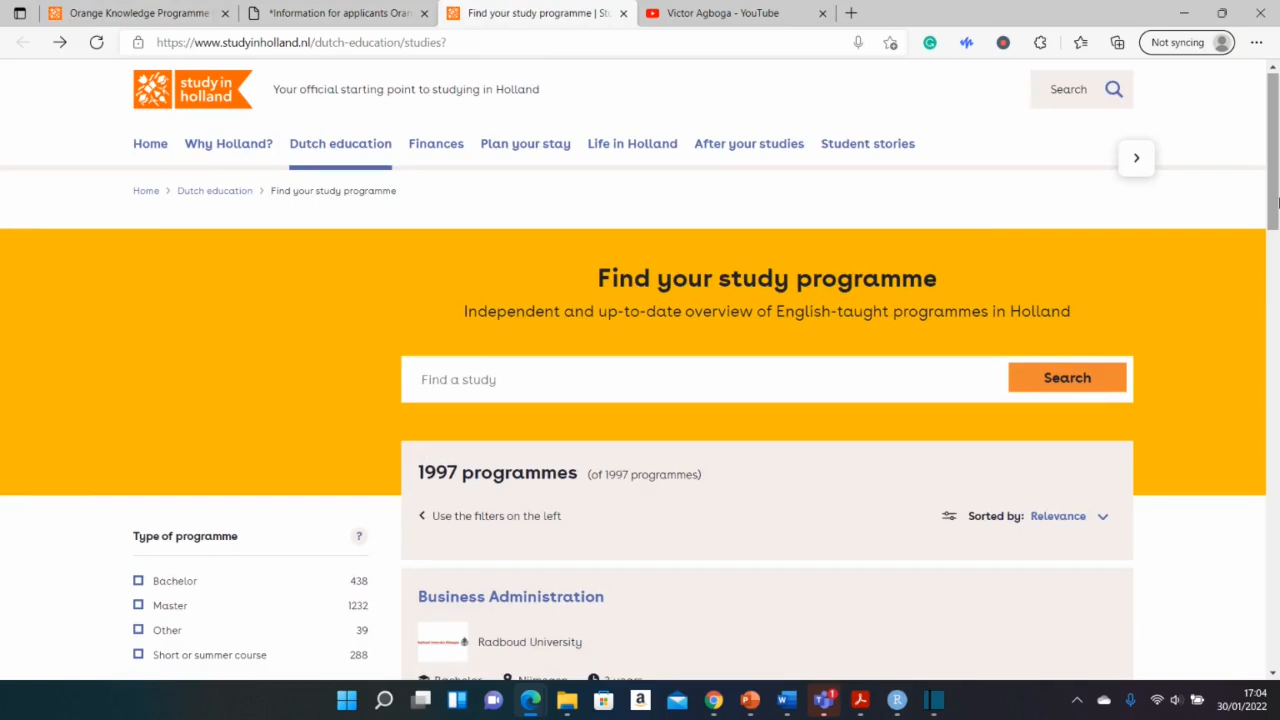 Orange Knowledge Programme
*Information for applicants Oran
Find your study programme | Stu
Victor Agboga - YouTube
https://www.studyinholland.nl/dutch-education/studies?
Not syncing
study in
holland
Your official starting point to studying in Holland
Search
Home
Why Holland?
Dutch education
Finances
Plan your stay
Life in Holland
After your studies
Student stories
Home > Dutch education > Find your study programme
Find your study programme
Independent and up-to-date overview of English-taught programmes in Holland
Find a study
Search
1997 programmes (of 1997 programmes)
Use the filters on the left
Sorted by: Relevance
Type of programme ?
Bachelor 438
Master 1232
Other 39
Short or summer course 288
Business Administration
Radboud University
Bachelor Nijmegen 3 years
17:04
30/01/2022